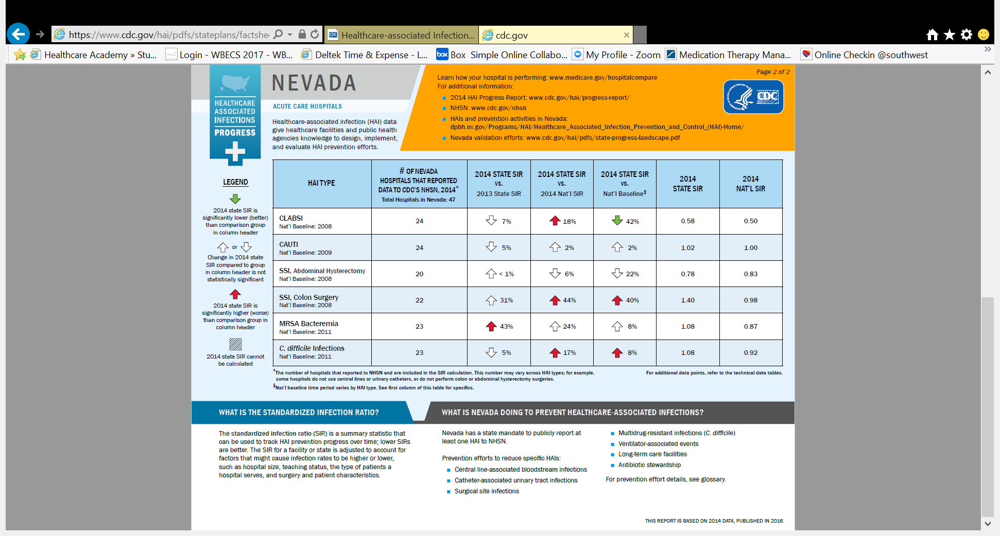 https://www.cdc.gov/hai/pdfs/stateplans/factshe
Healthcare-associated Infection...
cdc.gov
Healthcare Academy » Stu...
Login - WBECS 2017 - WB...
Deltek Time & Expense - L...
box
Box Simple Online Collabo...
My Profile - Zoom
Medication Therapy Mana...
Online Checkin @southwest
HEALTHCARE
ASSOCIATED
INFECTIONS
PROGRESS
NEVADA
ACUTE CARE HOSPITALS
Healthcare-associated infection (HAI) data
give healthcare facilities and public health
agencies knowledge to design, implement,
and evaluate HAI prevention efforts.
Page 2 of 2
CDC
Learn how your hospital is performing: www.medicare.gov/hospitalcompare
For additional information:
2014 HAI Progress Report: www.cdc.gov/hai/progress-report/
NHSN: www.cdc.gov/nhsn
HAIs and prevention activities in Nevada:
dpbh.nv.gov/Programs/HAI/Healthcare_Associated_Infection_Prevention_and_Control_(HAI)-Home/
Nevada validation efforts: www.cdc.gov/hai/pdfs/state-progress-landscape.pdf
LEGEND
2014 state SIR is
significantly lower (better)
than comparison group
in column header
or
Change in 2014 state
SIR compared to group
in column header is not
statistically significant
2014 state SIR is
significantly higher (worse)
than comparison group in
column header
2014 state SIR cannot
be calculated
HAI TYPE
# OF NEVADA
HOSPITALS THAT REPORTED
DATA TO CDC'S NHSN, 2014+
Total Hospitals in Nevada: 47
2014 STATE SIR
vs.
2013 State SIR
2014 STATE SIR
vs.
2014 Nat'l SIR
2014 STATE SIR
vs.
Nat'l Baseline‡
2014
STATE SIR
2014
NAT'L SIR
CLABSI
Nat'l Baseline: 2008
24 7% 18% 42% 0.58 0.50
CAUTI
Nat'l Baseline: 2009
24 5% 2% 2% 1.02 1.00
SSI, Abdominal Hysterectomy
Nat'l Baseline: 2008
20 < 1% 6% 22% 0.78 0.83
SSI, Colon Surgery
Nat'l Baseline: 2008
22 31% 44% 40% 1.40 0.98
MRSA Bacteremia
Nat'l Baseline: 2011
23 43% 24% 8% 1.08 0.87
C. difficile Infections
Nat'l Baseline: 2011
23 5% 17% 8% 1.08 0.92
+The number of hospitals that reported to NHSN and are included in the SIR calculation. This number may vary across HAI types; for example,
some hospitals do not use central lines or urinary catheters, or do not perform colon or abdominal hysterectomy surgeries.
‡Nat'l baseline time period varies by HAI type. See first column of this table for specifics.
For additional data points, refer to the technical data tables.
WHAT IS THE STANDARDIZED INFECTION RATIO?
The standardized infection ratio (SIR) is a summary statistic that
can be used to track HAI prevention progress over time; lower SIRs
are better. The SIR for a facility or state is adjusted to account for
factors that might cause infection rates to be higher or lower,
such as hospital size, teaching status, the type of patients a
hospital serves, and surgery and patient characteristics.
WHAT IS NEVADA DOING TO PREVENT HEALTHCARE-ASSOCIATED INFECTIONS?
Nevada has a state mandate to publicly report at
least one HAI to NHSN.
Prevention efforts to reduce specific HAIs:
Central line-associated bloodstream infections
Catheter-associated urinary tract infections
Surgical site infections
Multidrug-resistant infections (C. difficile)
Ventilator-associated events
Long-term care facilities
Antibiotic stewardship
For prevention effort details, see glossary.
THIS REPORT IS BASED ON 2014 DATA, PUBLISHED IN 2016